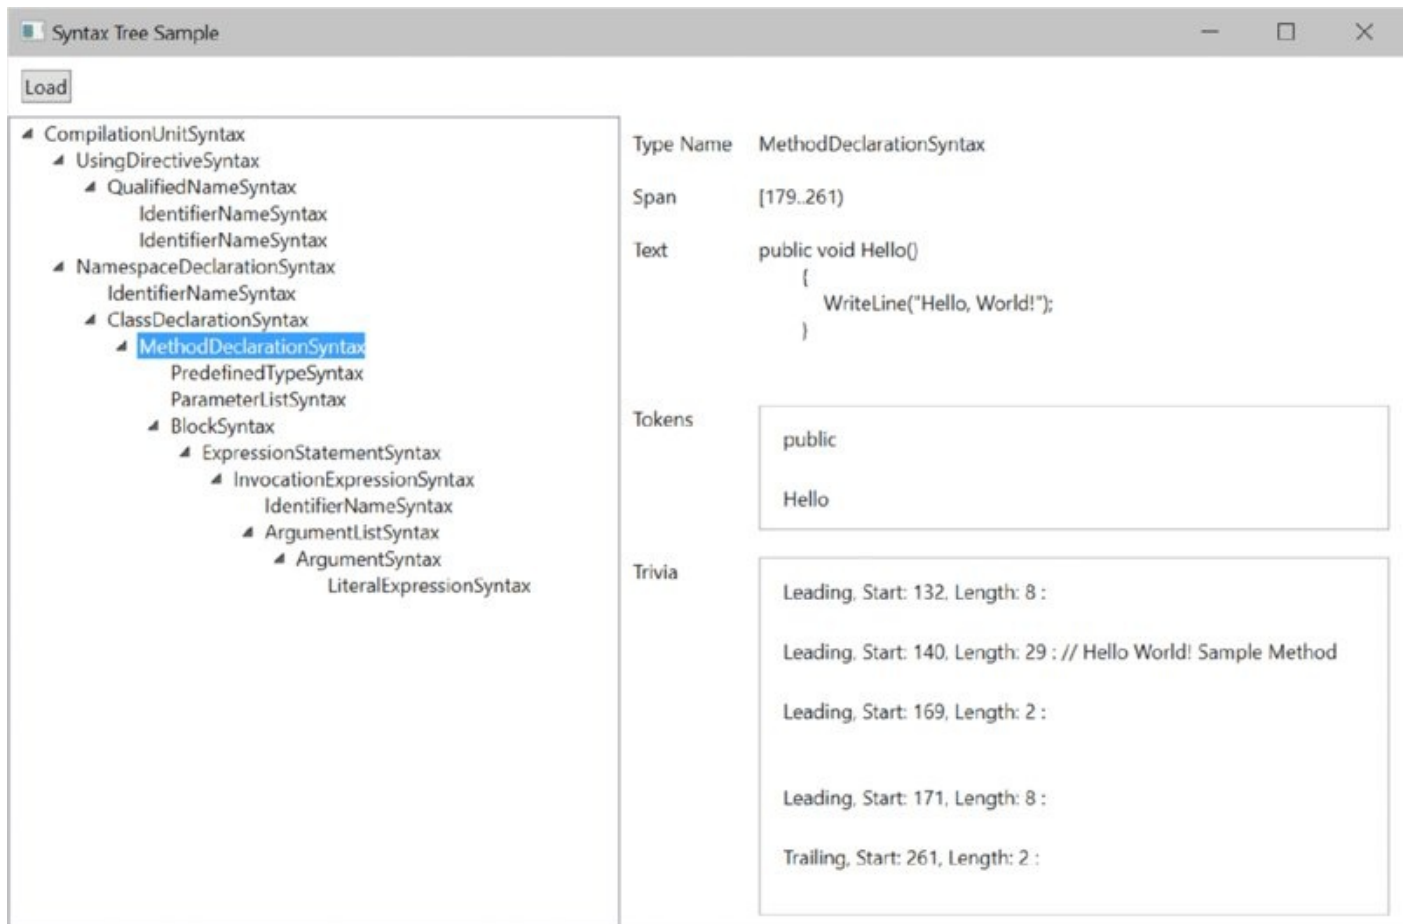 Syntax Tree Sample
Load
CompilationUnitSyntax
UsingDirectiveSyntax
QualifiedNameSyntax
IdentifierNameSyntax
IdentifierNameSyntax
NamespaceDeclarationSyntax
IdentifierNameSyntax
ClassDeclarationSyntax
MethodDeclarationSyntax
PredefinedTypeSyntax
ParameterListSyntax
BlockSyntax
ExpressionStatementSyntax
InvocationExpressionSyntax
IdentifierNameSyntax
ArgumentListSyntax
ArgumentSyntax
LiteralExpressionSyntax
Type Name MethodDeclarationSyntax
Span [179..261)
Text public void Hello()
{
WriteLine("Hello, World!");
}
Tokens
public
Hello
Trivia
Leading, Start: 132, Length: 8 :
Leading, Start: 140, Length: 29 : // Hello World! Sample Method
Leading, Start: 169, Length: 2 :
Leading, Start: 171, Length: 8 :
Trailing, Start: 261, Length: 2 :